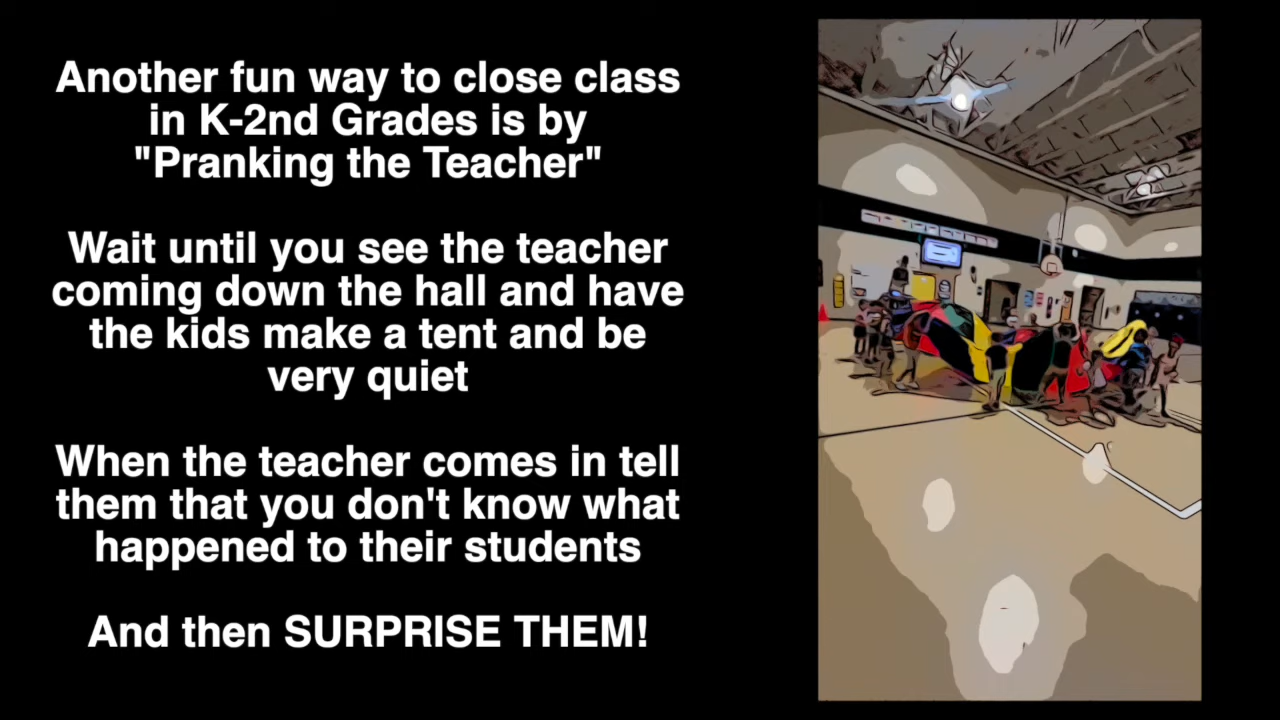 Another fun way to close class
in K-2nd Grades is by
"Pranking the Teacher"
Wait until you see the teacher
coming down the hall and have
the kids make a tent and be
very quiet
When the teacher comes in tell
them that you don't know what
happened to their students
And then SURPRISE THEM!